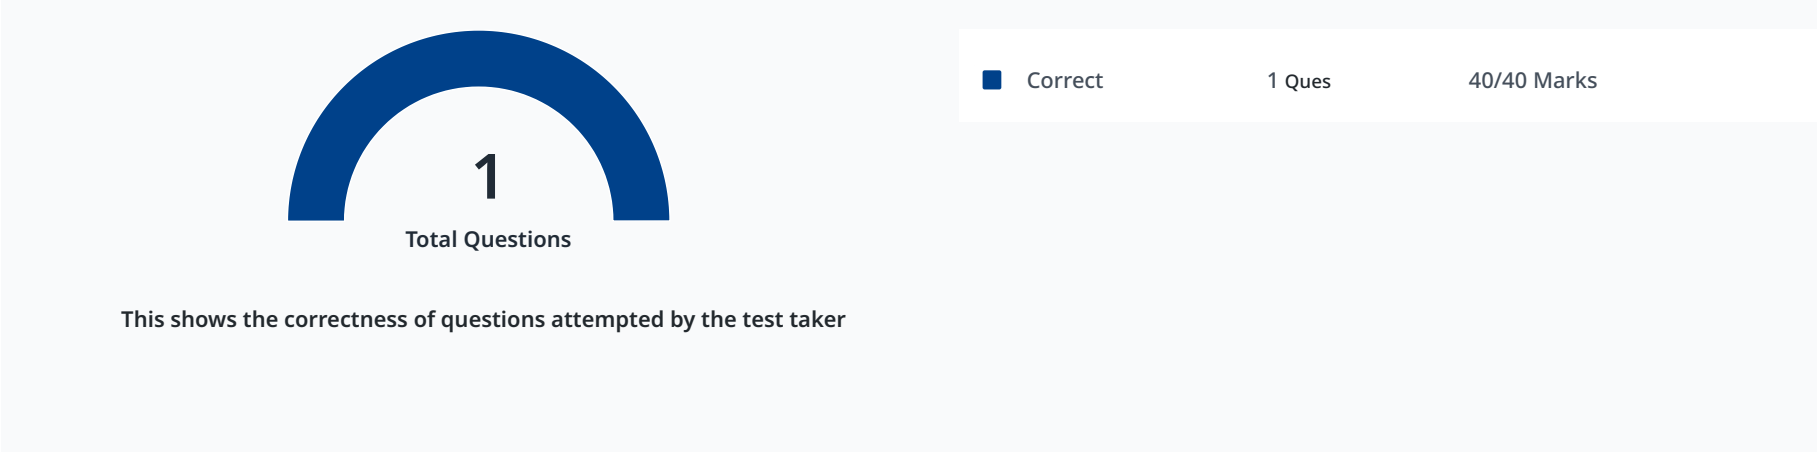 1
Total Questions
This shows the correctness of questions attempted by the test taker
Correct 1 Ques 40/40 Marks